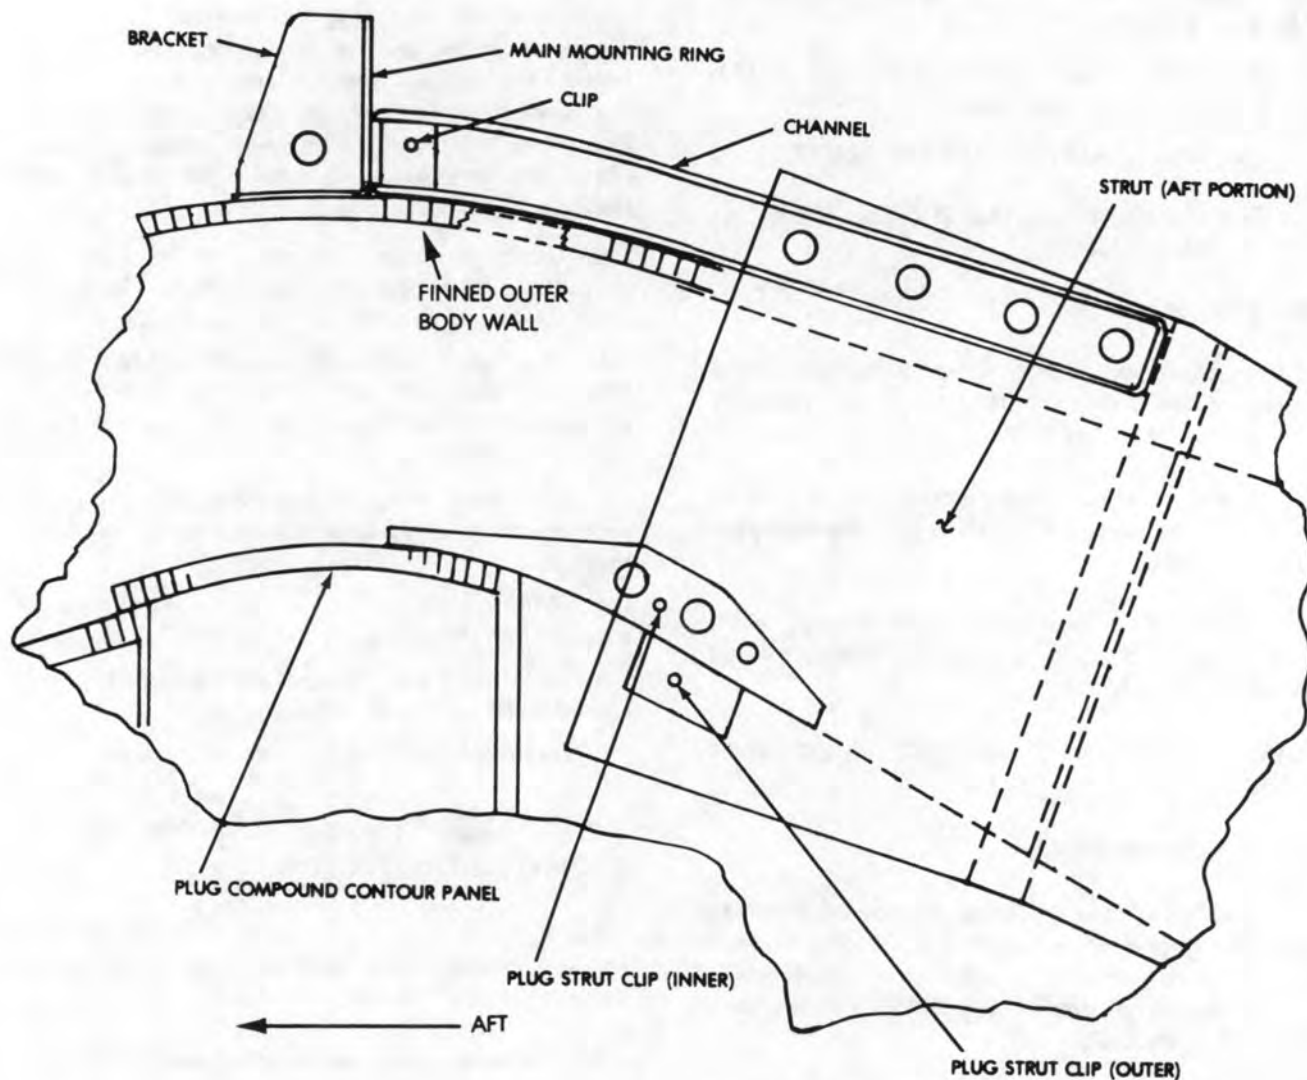 BRACKET
MAIN MOUNTING RING
CLIP
CHANNEL
STRUT (AFT PORTION)
FINNED OUTER
BODY WALL
PLUG COMPOUND CONTOUR PANEL
PLUG STRUT CLIP (INNER)
AFT
PLUG STRUT CLIP (OUTER)